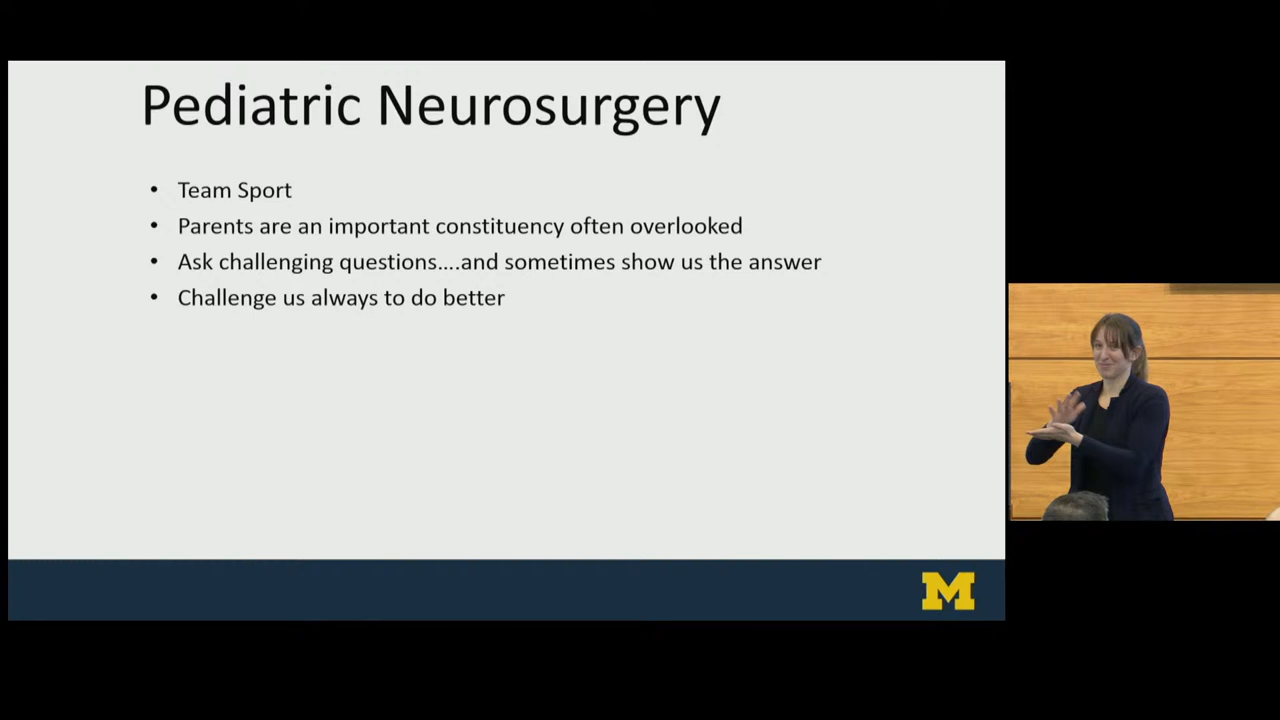 Pediatric Neurosurgery
• Team Sport
• Parents are an important constituency often overlooked
• Ask challenging questions….and sometimes show us the answer
• Challenge us always to do better
M